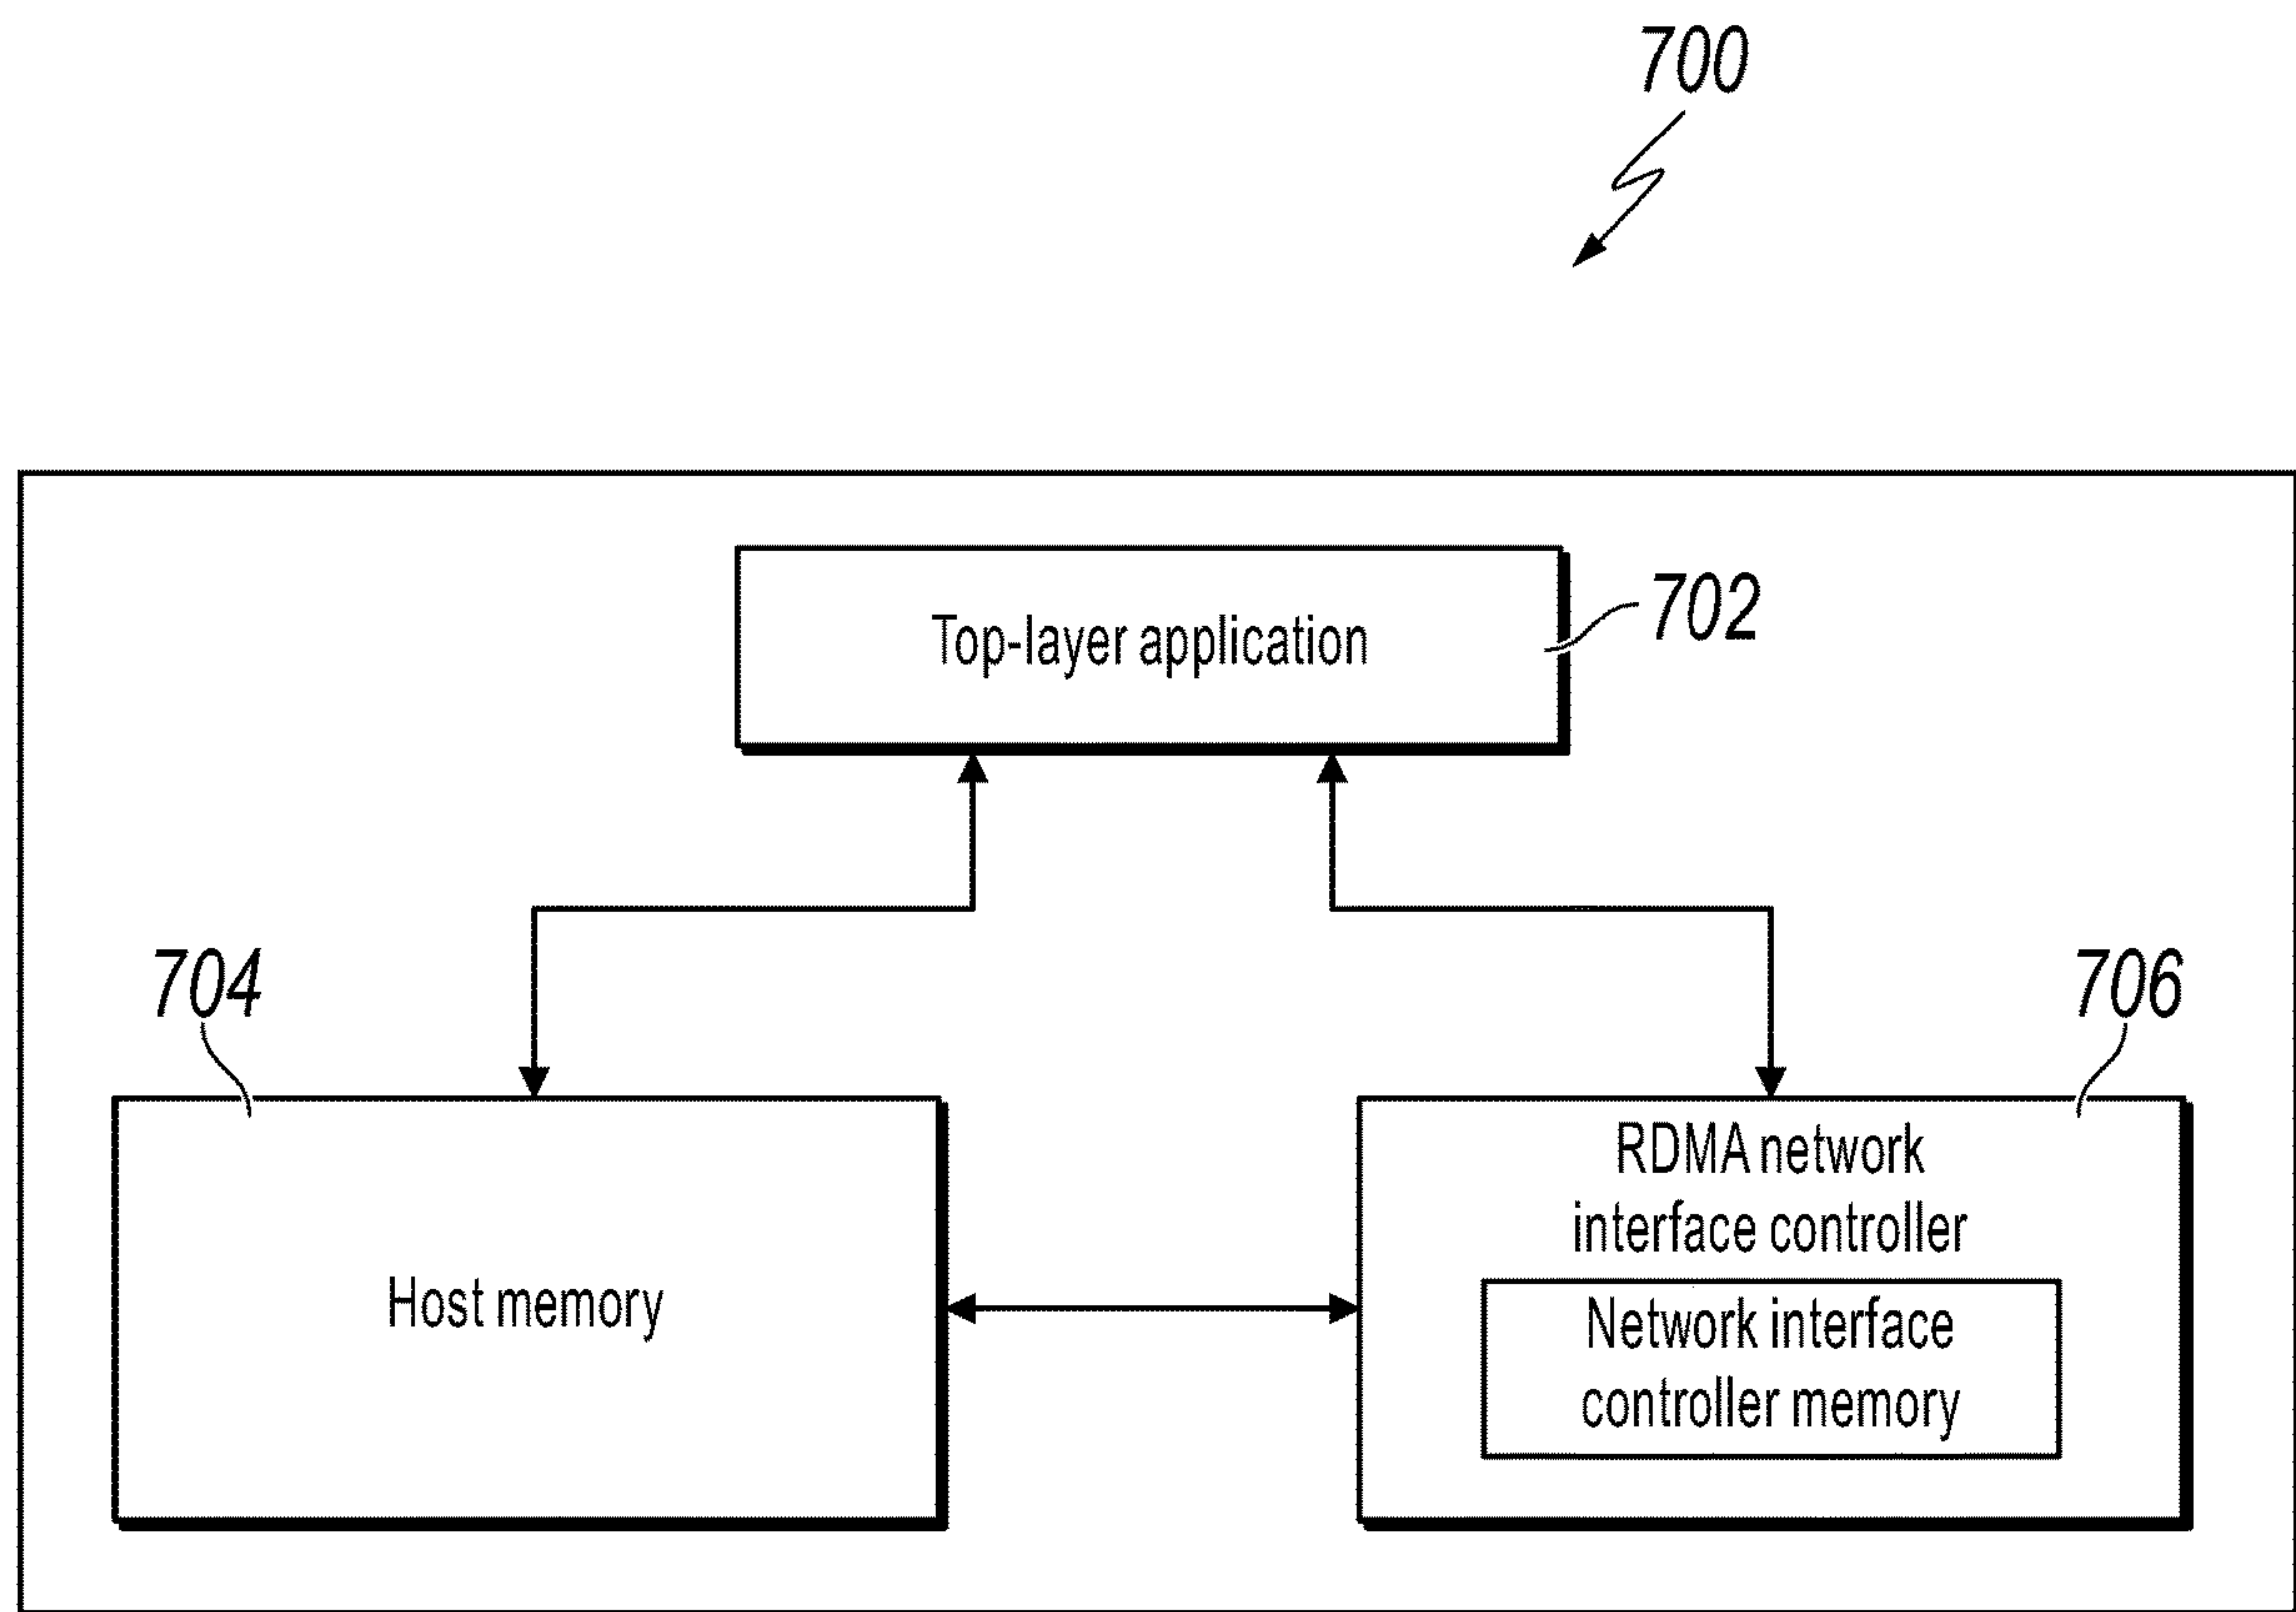 700
Top-layer application
702
704
706
Host memory
RDMA network
interface controller
Network interface
controller memory